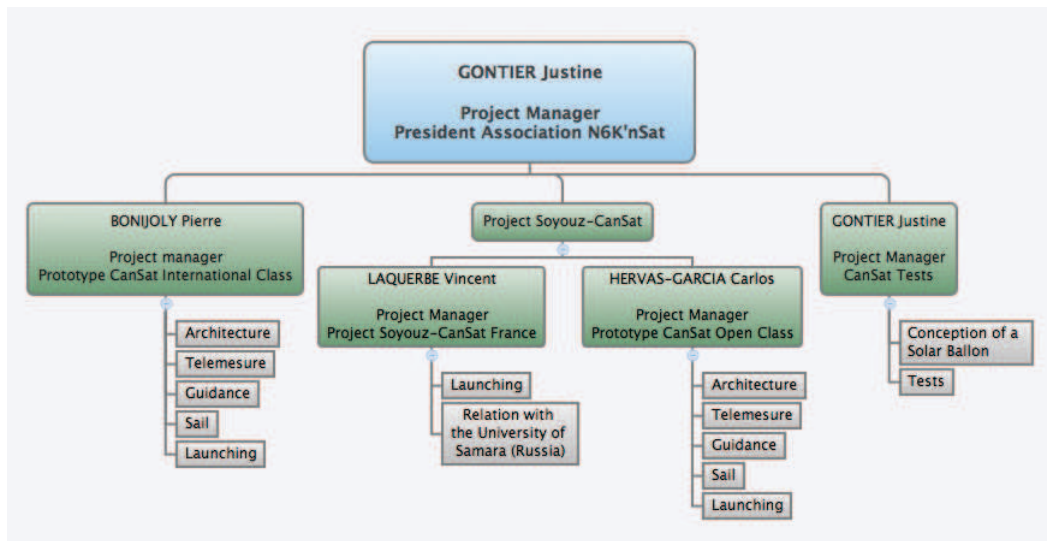 GONTIER Justine
Project Manager
President Association N6K'nSat
BONIJOLY Pierre
Project manager
Prototype CanSat International Class
Architecture
Telemesure
Guidance
Sail
Launching
Project Soyouz-CanSat
LAQUERBE Vincent
Project Manager
Project Soyouz-CanSat France
Launching
Relation with
the University of
Samara (Russia)
HERVAS-GARCIA Carlos
Project Manager
Prototype CanSat Open Class
Architecture
Telemesure
Guidance
Sail
Launching
GONTIER Justine
Project Manager
CanSat Tests
Conception of a
Solar Ballon
Tests